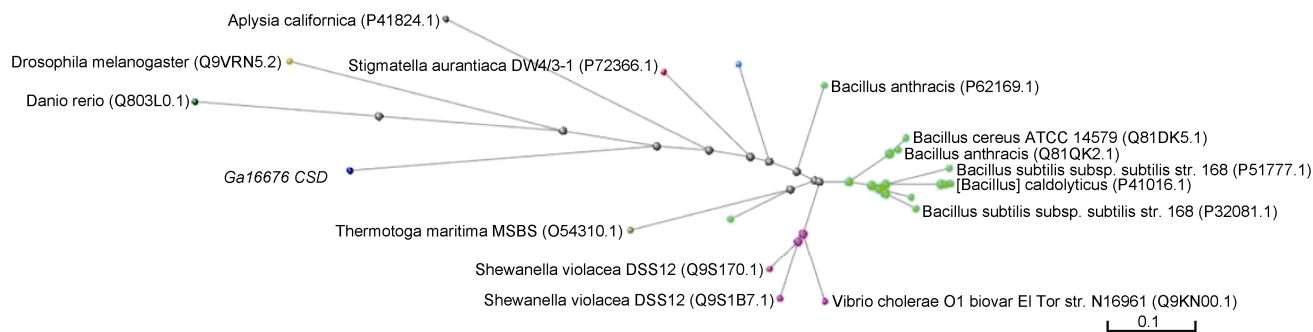 Aplysia californica (P41824.1)
Drosophila melanogaster (Q9VRN5.2)
Stigmatella aurantiaca DW4/3-1 (P72366.1)
Bacillus anthracis (P62169.1)
Danio rerio (Q803L0.1)
Bacillus cereus ATCC 14579 (Q81DK5.1)
Bacillus anthracis (Q81QK2.1)
Bacillus subtilis subsp. subtilis str. 168 (P51777.1)
Ga16676 CSD
[Bacillus] caldolyticus (P41016.1)
Bacillus subtilis subsp. subtilis str. 168 (P32081.1)
Thermotoga maritima MSBS (O54310.1)
Shewanella violacea DSS12 (Q9S170.1)
Shewanella violacea DSS12 (Q9S1B7.1)
Vibrio cholerae O1 biovar El Tor str. N16961 (Q9KN00.1)
0.1